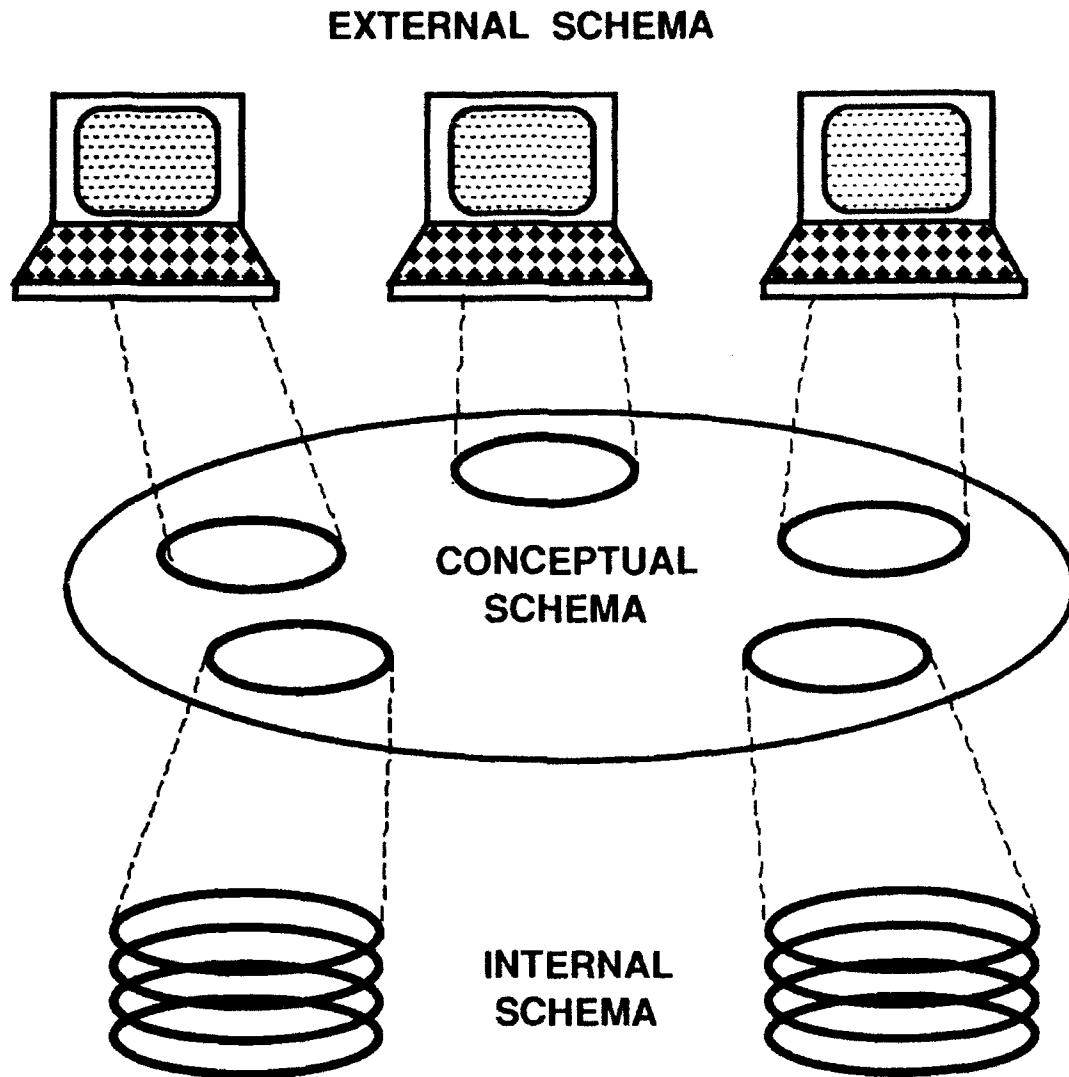 EXTERNAL SCHEMA
CONCEPTUAL
SCHEMA
INTERNAL
SCHEMA